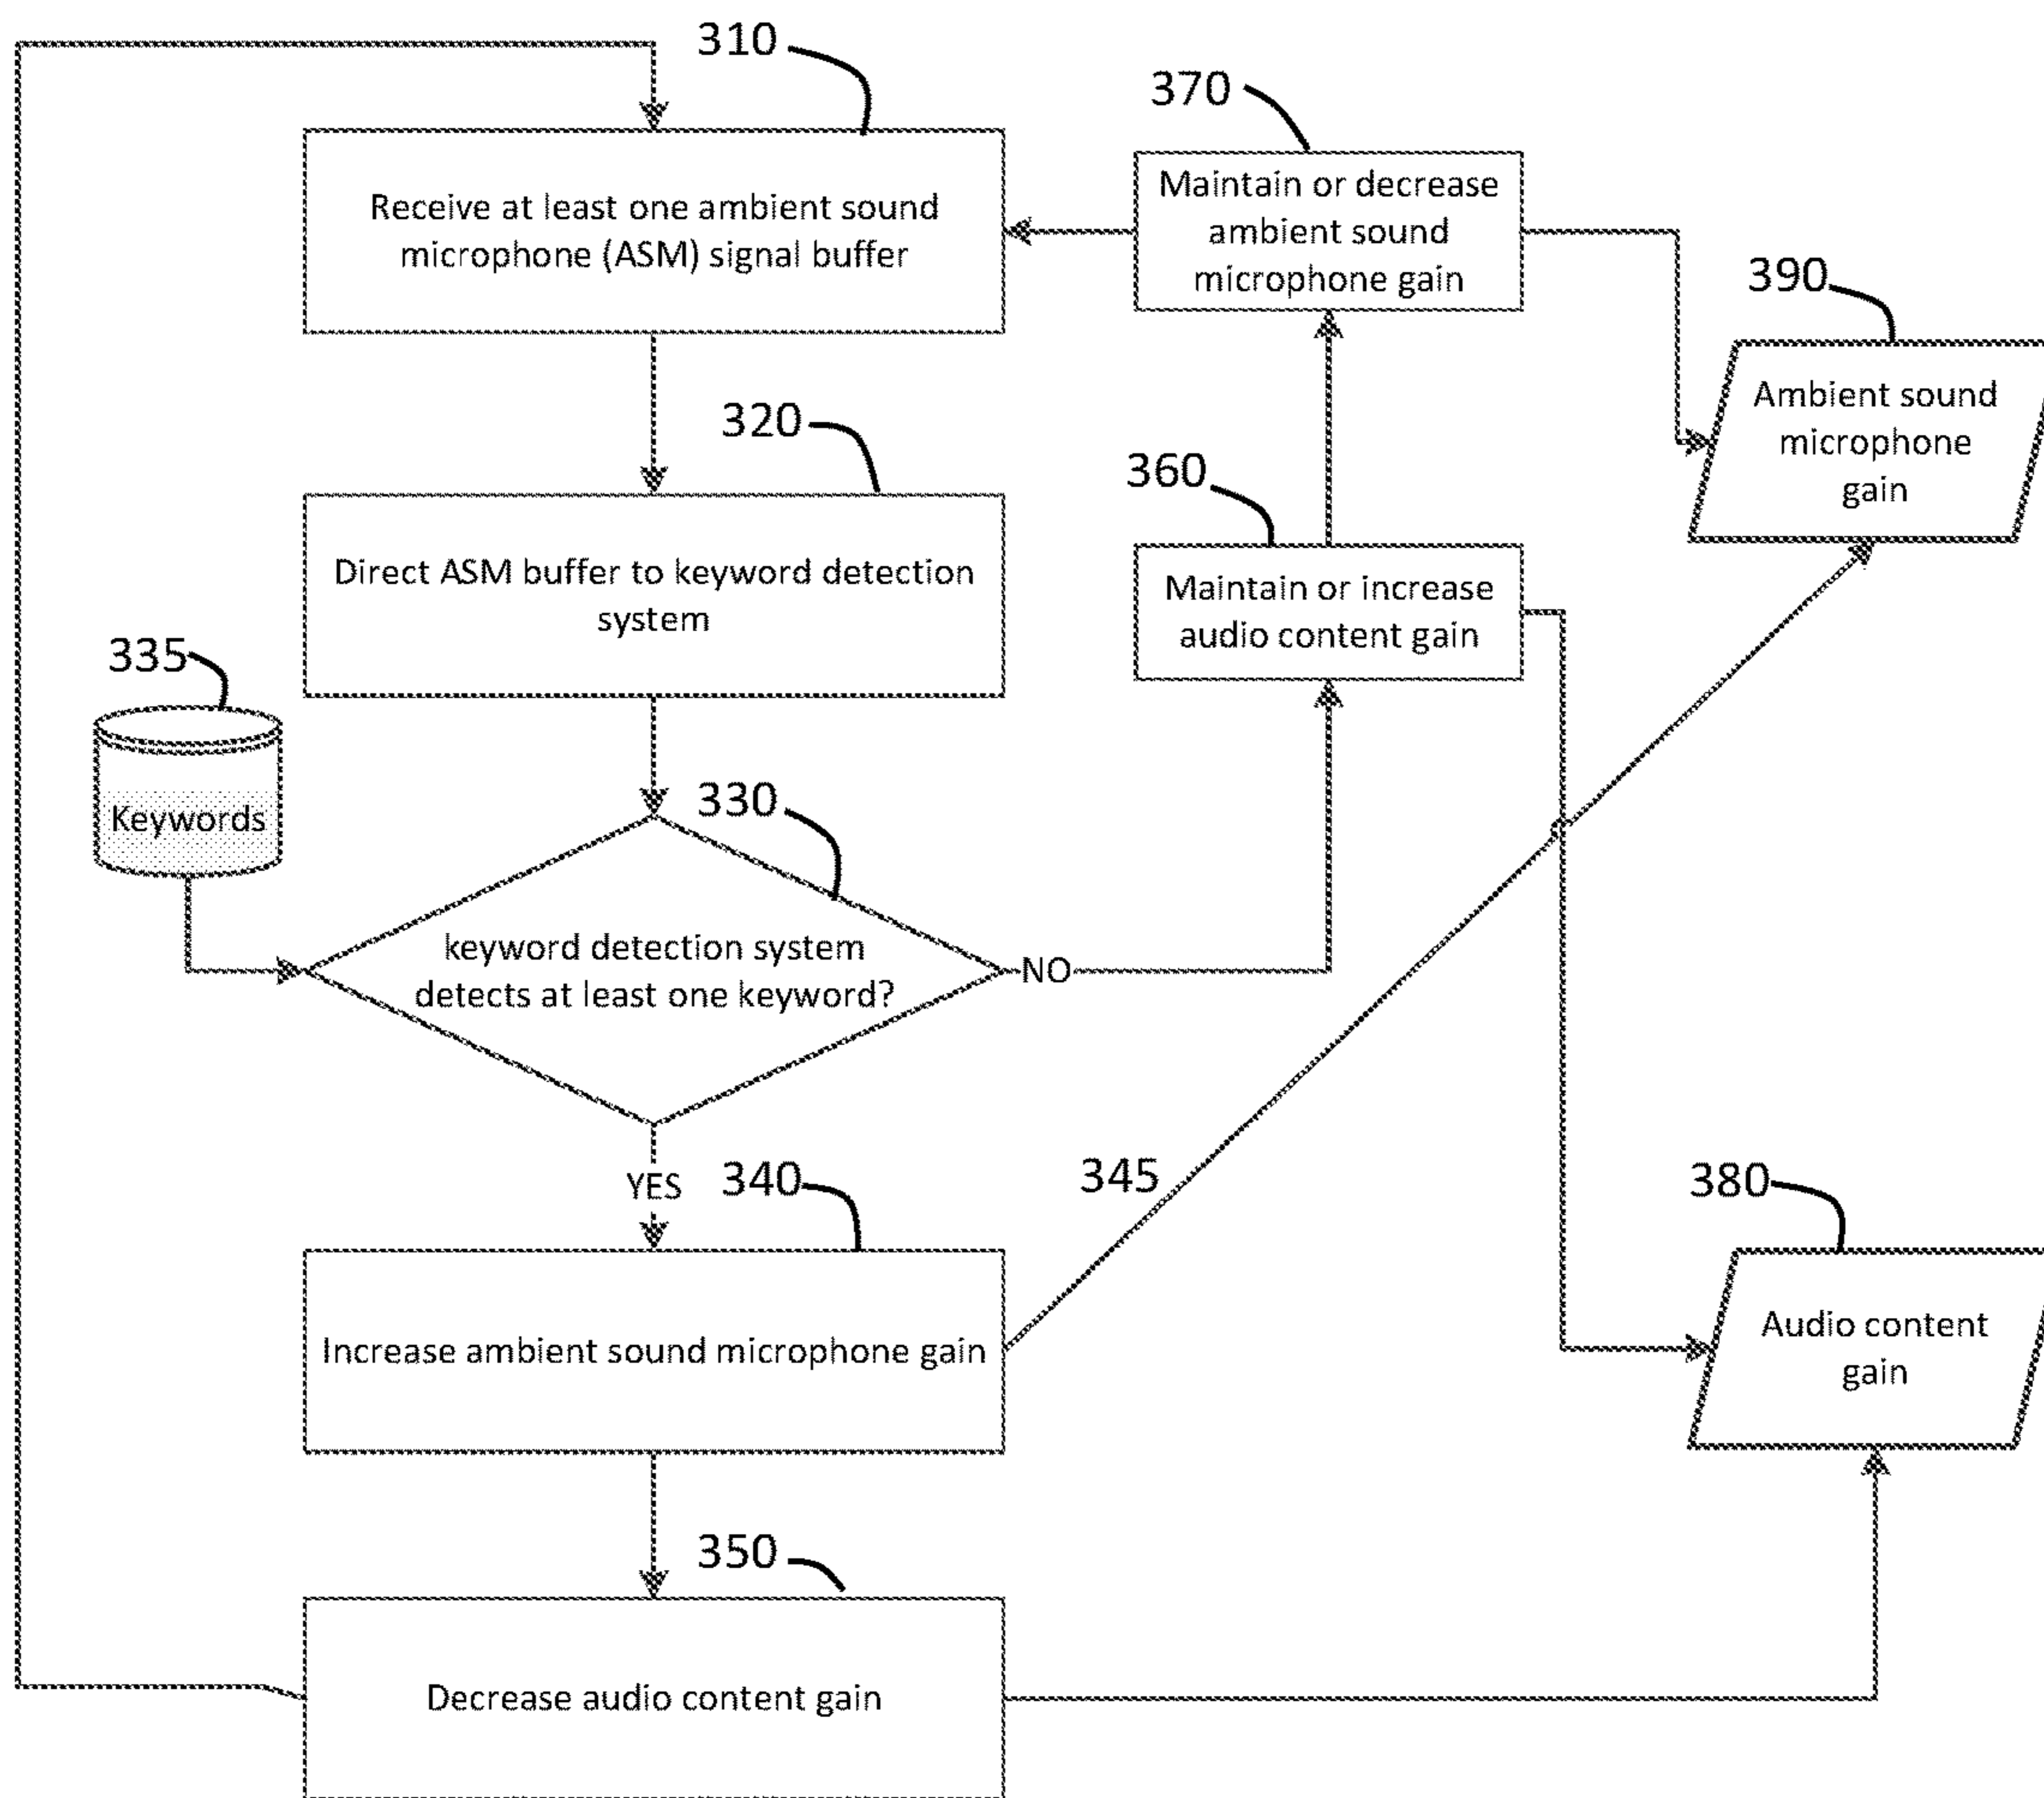 310
Receive at least one ambient sound
microphone (ASM) signal buffer
370
Maintain or decrease
ambient sound
microphone gain
390
Ambient sound
microphone
gain
320
Direct ASM buffer to keyword detection
system
360
Maintain or increase
audio content gain
335
Keywords
330
keyword detection system
detects at least one keyword?
NO
YES
340
Increase ambient sound microphone gain
345
380
Audio content
gain
350
Decrease audio content gain